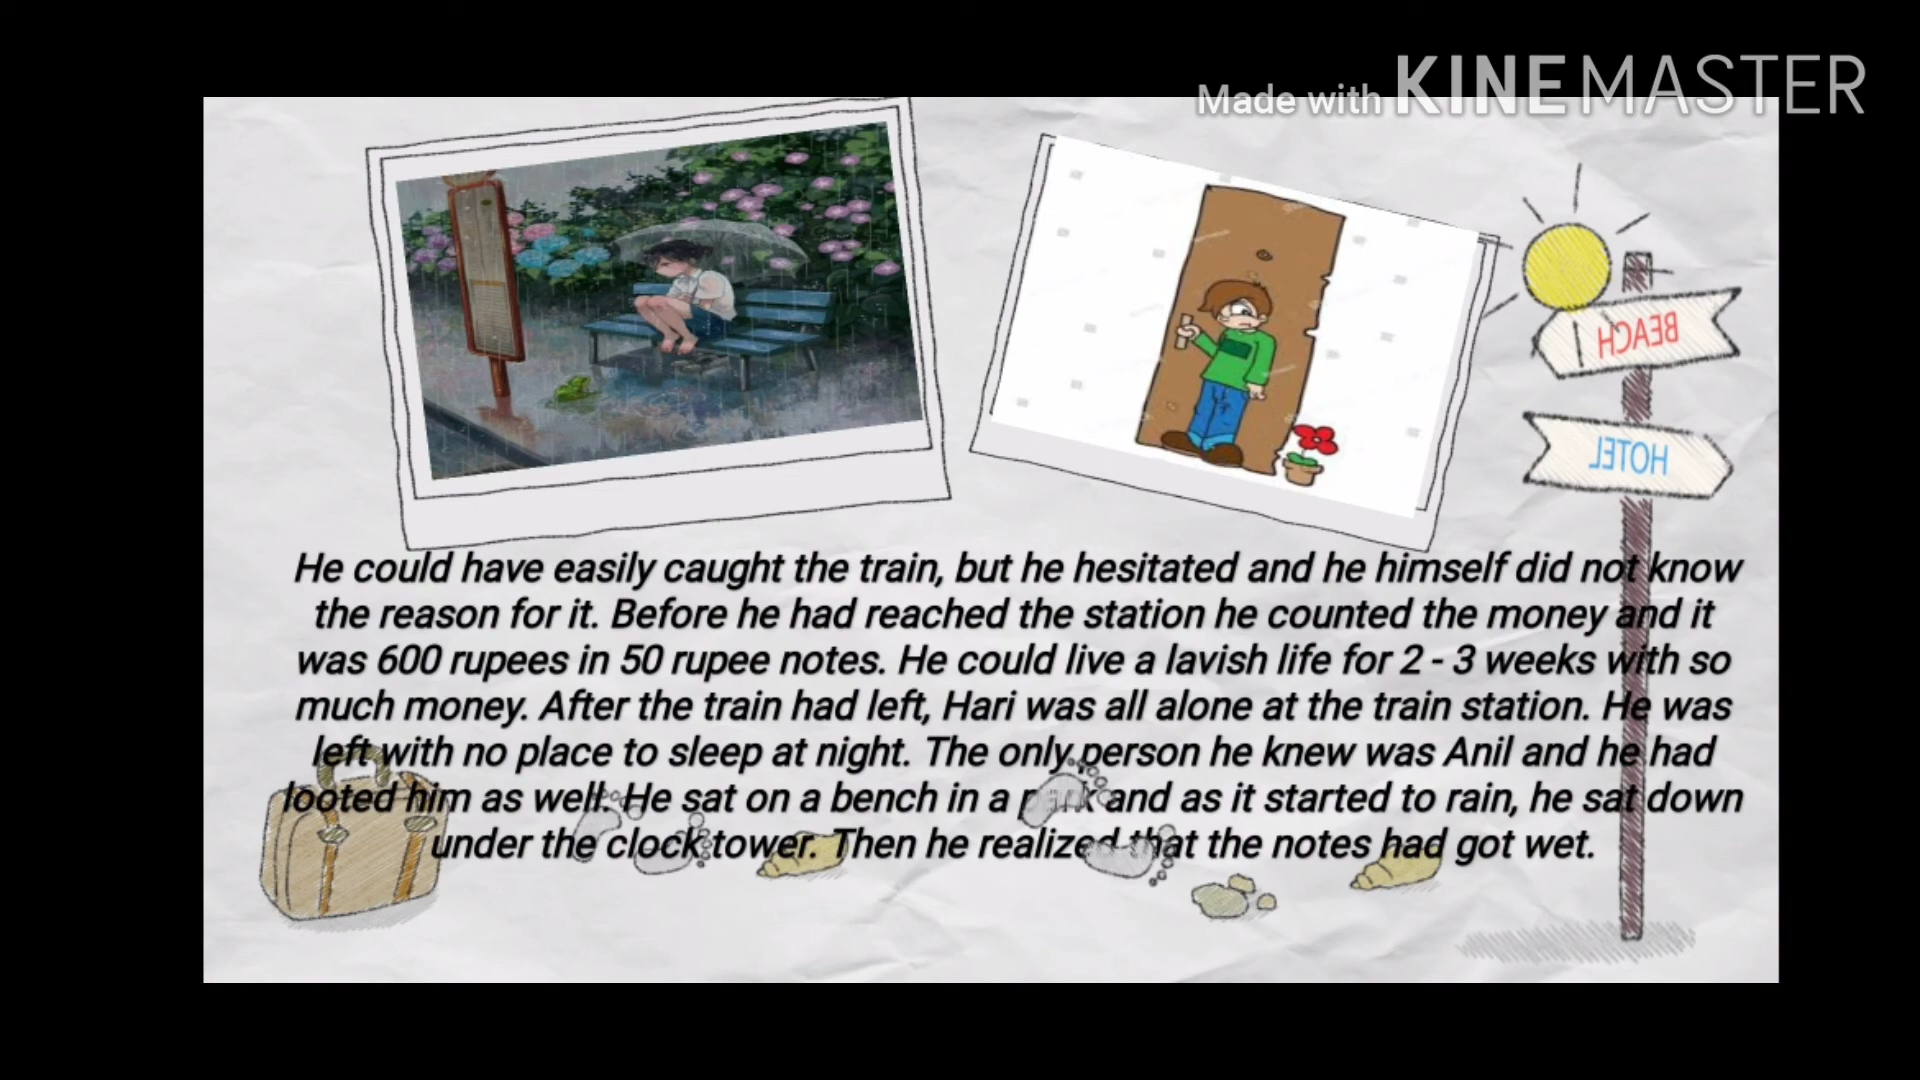 Made with KINEMASTER
BEACH
HOTEL
He could have easily caught the train, but he hesitated and he himself did not know
the reason for it. Before he had reached the station he counted the money and it
was 600 rupees in 50 rupee notes. He could live a lavish life for 2 - 3 weeks with so
much money. After the train had left, Hari was all alone at the train station. He was
left with no place to sleep at night. The only person he knew was Anil and he had
looted him as well. He sat on a bench in a park and as it started to rain, he sat down
under the clock tower. Then he realized that the notes had got wet.